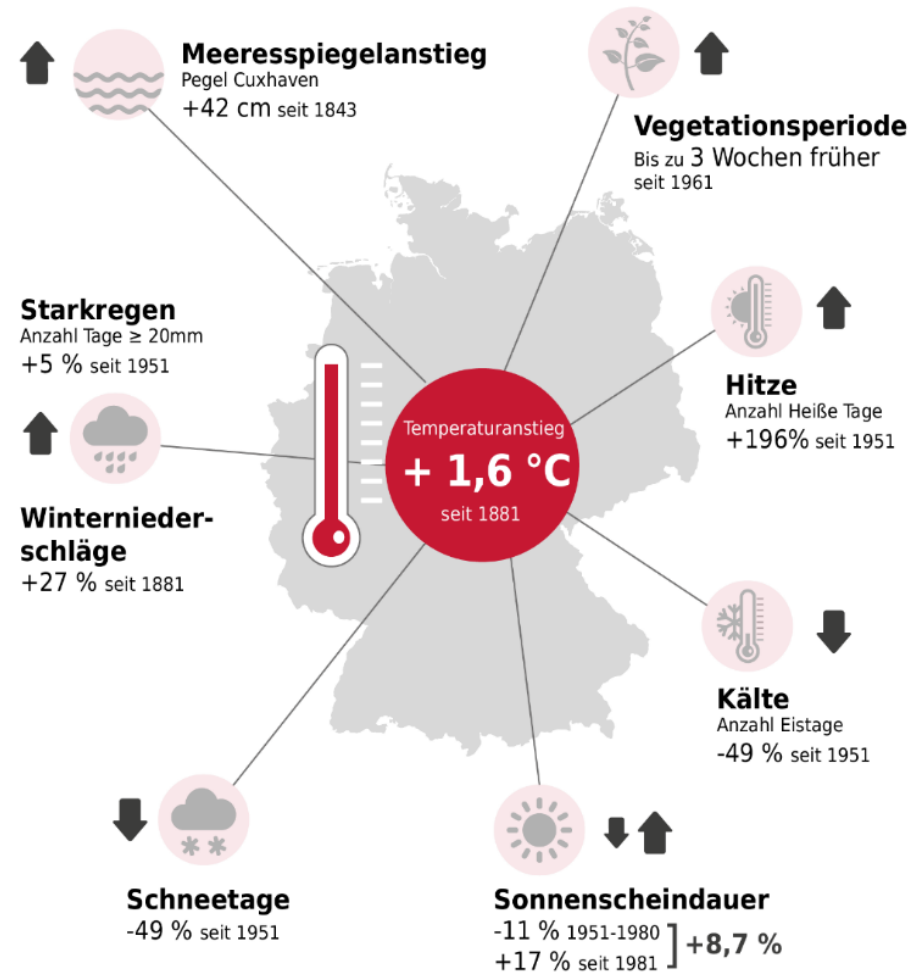 Meeresspiegelanstieg
Pegel Cuxhaven
+42 cm seit 1843
Vegetationsperiode
Bis zu 3 Wochen früher
seit 1961
Starkregen
Anzahl Tage ≥ 20mm
+5 % seit 1951
Hitze
Anzahl Heiße Tage
+196% seit 1951
Temperaturanstieg
+ 1,6 °C
seit 1881
Winternieder-
schläge
+27 % seit 1881
Kälte
Anzahl Eistage
-49 % seit 1951
Schneetage
-49 % seit 1951
Sonnenscheindauer
-11 % 1951-1980
+17 % seit 1981
+8,7 %